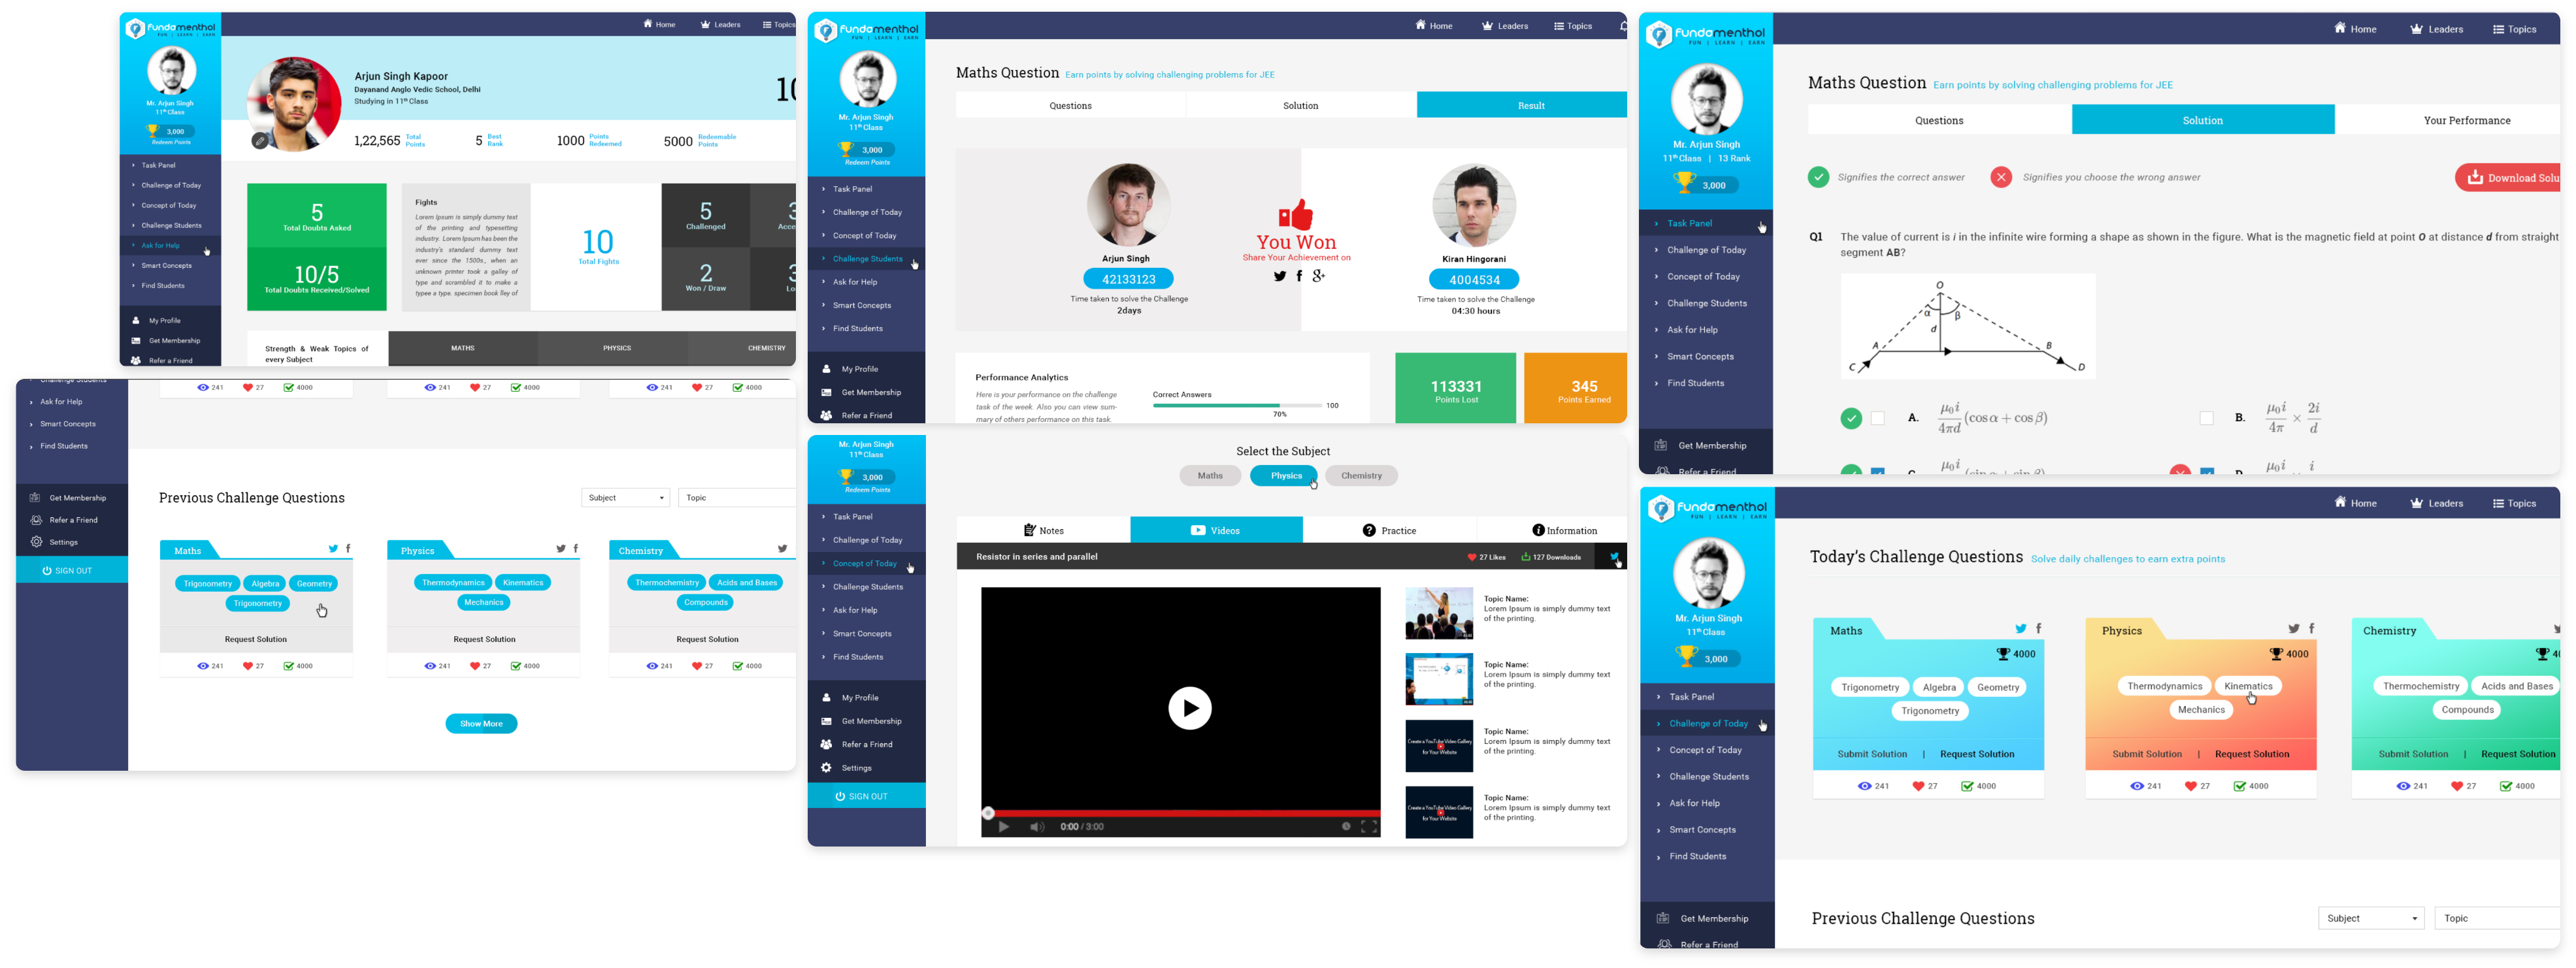 fundamenthol
FUN | LEARN | EARN
Mr. Arjun Singh
11th Class
3,000
Redeem Points
Task Panel
Challenge of Today
Concept of Today
Challenge Students
Ask for Help
Smart Concepts
Find Students
My Profile
Get Membership
Refer a Friend
Home
Leaders
Topics
Arjun Singh Kapoor
Dayanand Anglo Vedic School, Delhi
Studying in 11th Class
1,22,565 Total Points
5 Best Rank
1000 Points Redeemed
5000 Redeemable Points
5
Total Doubts Asked
10/5
Total Doubts Received/Solved
Fights
Lorem Ipsum is simply dummy text
of the printing and typesetting
industry. Lorem Ipsum has been the
industry's standard dummy text
ever since the 1500s, when an
unknown printer took a galley of
type and scrambled it to make a
typee a type. specimen book fley of
10
Total Fights
5
Challenged
2
Won / Draw
Acce
Lo
Strength & Weak Topics of
every Subject
MATHS
PHYSICS
CHEMISTRY
fundamenthol
FUN | LEARN | EARN
Mr. Arjun Singh
11th Class
3,000
Redeem Points
Task Panel
Challenge of Today
Concept of Today
Challenge Students
Ask for Help
Smart Concepts
Find Students
My Profile
Get Membership
Refer a Friend
Home
Leaders
Topics
Maths Question Earn points by solving challenging problems for JEE
Questions
Solution
Result
Arjun Singh
42133123
Time taken to solve the Challenge
2days
You Won
Share Your Achievement on
Kiran Hingorani
4004534
Time taken to solve the Challenge
04:30 hours
Performance Analytics
Here is your performance on the challenge
task of the week. Also you can view sum-
mary of others performance on this task.
Correct Answers
100
70%
113331
Points Lost
345
Points Earned
fundamenthol
FUN | LEARN | EARN
Mr. Arjun Singh
11th Class | 13 Rank
3,000
Task Panel
Challenge of Today
Concept of Today
Challenge Students
Ask for Help
Smart Concepts
Find Students
Get Membership
Refer a Friend
Home
Leaders
Topics
Maths Question Earn points by solving challenging problems for JEE
Questions
Solution
Your Performance
Signifies the correct answer
Signifies you choose the wrong answer
Download Solu
Q1 The value of current is i in the infinite wire forming a shape as shown in the figure. What is the magnetic field at point O at distance d from straight
segment AB?
O
α β
d
A B
C D
A. μ0i/4πd (cos α + cos β)
B. μ0i/4π × 2i/d
Challenge Students
Ask for Help
Smart Concepts
Find Students
Get Membership
Refer a Friend
Settings
SIGN OUT
241 27 4000
241 27 4000
241 27 4000
Previous Challenge Questions
Subject
Topic
Maths
Trigonometry Algebra Geometry
Trigonometry
Request Solution
241 27 4000
Physics
Thermodynamics Kinematics
Mechanics
Request Solution
241 27 4000
Chemistry
Thermochemistry Acids and Bases
Compounds
Request Solution
241 27 4000
Show More
Mr. Arjun Singh
11th Class
3,000
Redeem Points
Task Panel
Challenge of Today
Concept of Today
Challenge Students
Ask for Help
Smart Concepts
Find Students
My Profile
Get Membership
Refer a Friend
Settings
SIGN OUT
Select the Subject
Maths
Physics
Chemistry
Notes
Videos
Practice
Information
Resistor in series and parallel
27 Likes
127 Downloads
0:00 / 3:00
Topic Name:
Lorem Ipsum is simply dummy text
of the printing.
Topic Name:
Lorem Ipsum is simply dummy text
of the printing.
Create a YouTube Video Gallery
for Your Website
Topic Name:
Lorem Ipsum is simply dummy text
of the printing.
Create a YouTube Video Gallery
for Your Website
Topic Name:
Lorem Ipsum is simply dummy text
of the printing.
fundamenthol
FUN | LEARN | EARN
Mr. Arjun Singh
11th Class
3,000
Task Panel
Challenge of Today
Concept of Today
Challenge Students
Ask for Help
Smart Concepts
Find Students
Get Membership
Refer a Friend
Home
Leaders
Topics
Today's Challenge Questions Solve daily challenges to earn extra points
Maths
4000
Trigonometry Algebra Geometry
Trigonometry
Submit Solution | Request Solution
241 27 4000
Physics
4000
Thermodynamics Kinematics
Mechanics
Submit Solution | Request Solution
241 27 4000
Chemistry
Thermochemistry Acids and Bases
Compounds
Submit Solution | Request Solution
241 27 4000
Previous Challenge Questions
Subject
Topic